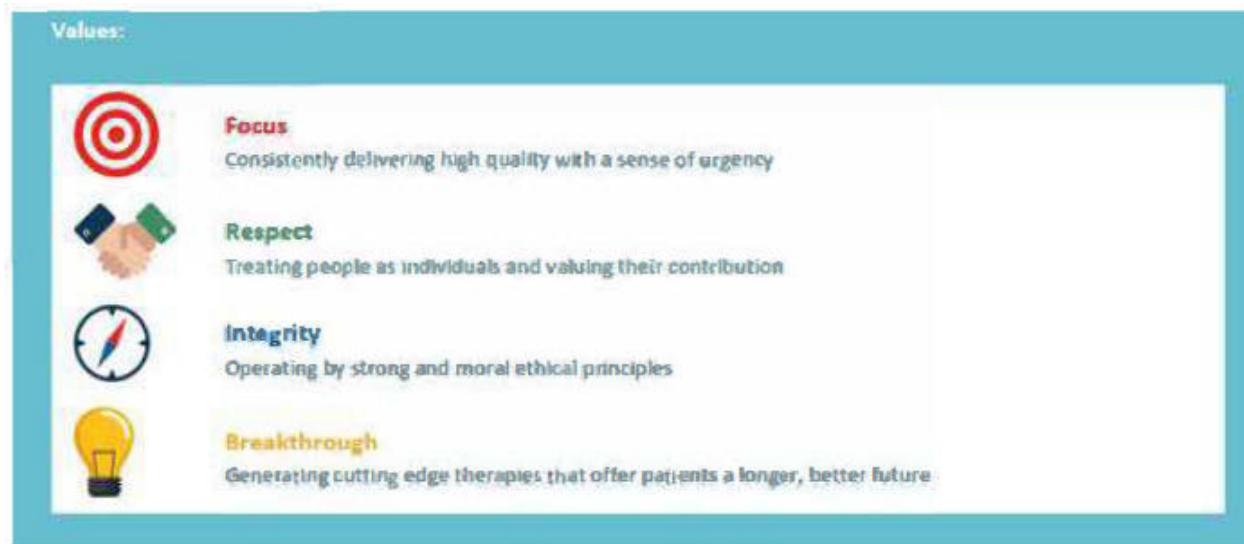 Values:
Focus
Consistently delivering high quality with a sense of urgency
Respect
Treating people as individuals and valuing their contribution
Integrity
Operating by strong and moral ethical principles
Breakthrough
Generating cutting edge therapies that offer patients a longer, better future